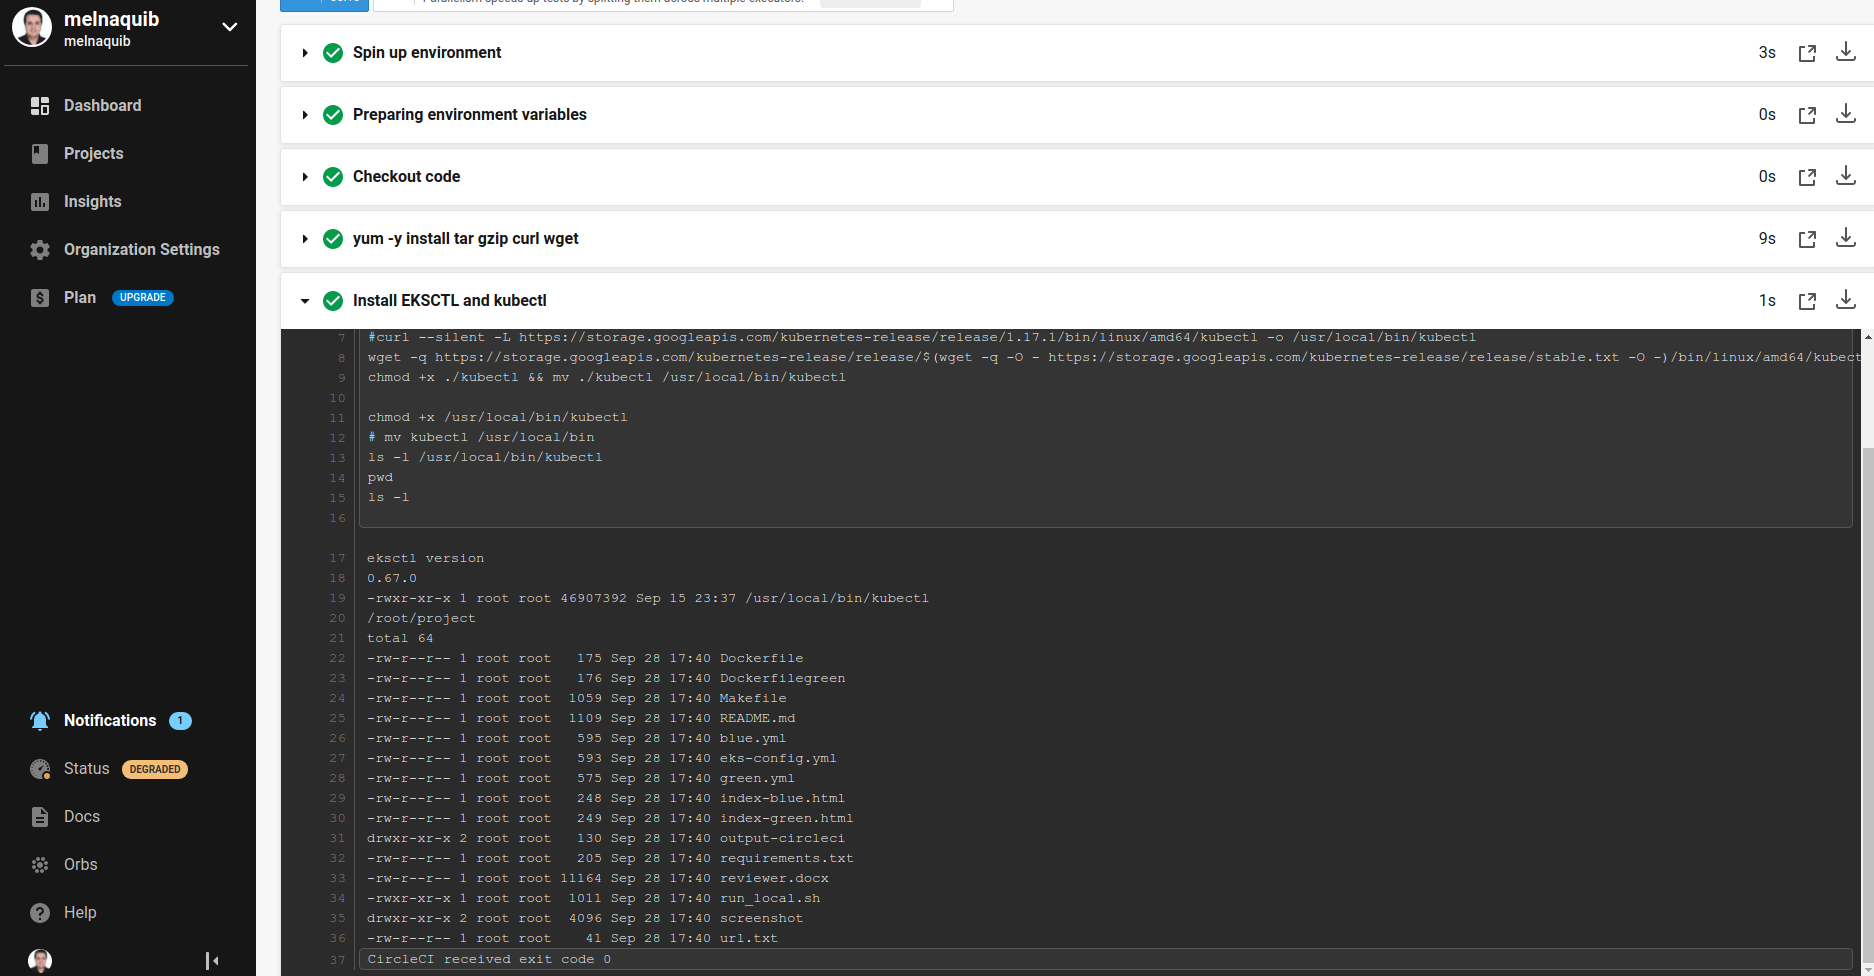 melnaquib
melnaquib
Dashboard
Projects
Insights
Organization Settings
Plan UPGRADE
Notifications 1
Status DEGRADED
Docs
Orbs
Help
Parallelism speeds up tests by splitting them across multiple executors.
Spin up environment 3s
Preparing environment variables 0s
Checkout code 0s
yum -y install tar gzip curl wget 9s
Install EKSCTL and kubectl 1s
7 #curl --silent -L https://storage.googleapis.com/kubernetes-release/release/1.17.1/bin/linux/amd64/kubectl -o /usr/local/bin/kubectl
8 wget -q https://storage.googleapis.com/kubernetes-release/release/$(wget -q -O - https://storage.googleapis.com/kubernetes-release/release/stable.txt -O -)/bin/linux/amd64/kubect
9 chmod +x ./kubectl && mv ./kubectl /usr/local/bin/kubectl
10
11 chmod +x /usr/local/bin/kubectl
12 # mv kubectl /usr/local/bin
13 ls -l /usr/local/bin/kubectl
14 pwd
15 ls -l
16
17 eksctl version
18 0.67.0
19 -rwxr-xr-x 1 root root 46907392 Sep 15 23:37 /usr/local/bin/kubectl
20 /root/project
21 total 64
22 -rw-r--r-- 1 root root 175 Sep 28 17:40 Dockerfile
23 -rw-r--r-- 1 root root 176 Sep 28 17:40 Dockerfilegreen
24 -rw-r--r-- 1 root root 1059 Sep 28 17:40 Makefile
25 -rw-r--r-- 1 root root 1109 Sep 28 17:40 README.md
26 -rw-r--r-- 1 root root 595 Sep 28 17:40 blue.yml
27 -rw-r--r-- 1 root root 593 Sep 28 17:40 eks-config.yml
28 -rw-r--r-- 1 root root 575 Sep 28 17:40 green.yml
29 -rw-r--r-- 1 root root 248 Sep 28 17:40 index-blue.html
30 -rw-r--r-- 1 root root 249 Sep 28 17:40 index-green.html
31 drwxr-xr-x 2 root root 130 Sep 28 17:40 output-circleci
32 -rw-r--r-- 1 root root 205 Sep 28 17:40 requirements.txt
33 -rw-r--r-- 1 root root 11164 Sep 28 17:40 reviewer.docx
34 -rwxr-xr-x 1 root root 1011 Sep 28 17:40 run_local.sh
35 drwxr-xr-x 2 root root 4096 Sep 28 17:40 screenshot
36 -rw-r--r-- 1 root root 41 Sep 28 17:40 url.txt
37 CircleCI received exit code 0